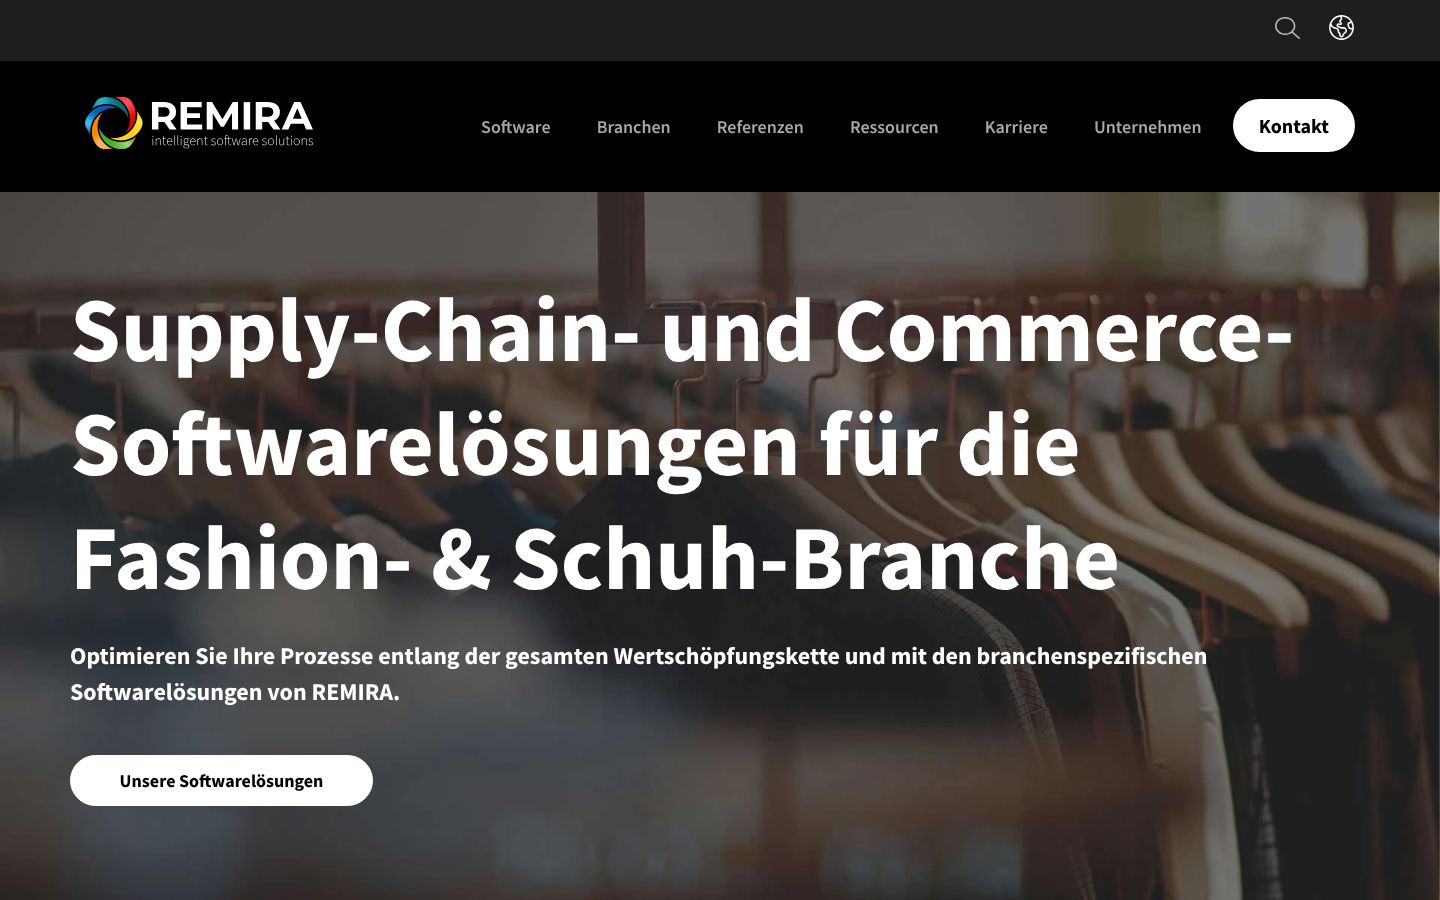 REMIRA
intelligent software solutions
Software
Branchen
Referenzen
Ressourcen
Karriere
Unternehmen
Kontakt
Supply-Chain- und Commerce-
Softwarelösungen für die
Fashion- & Schuh-Branche
Optimieren Sie Ihre Prozesse entlang der gesamten Wertschöpfungskette und mit den branchenspezifischen
Softwarelösungen von REMIRA.
Unsere Softwarelösungen